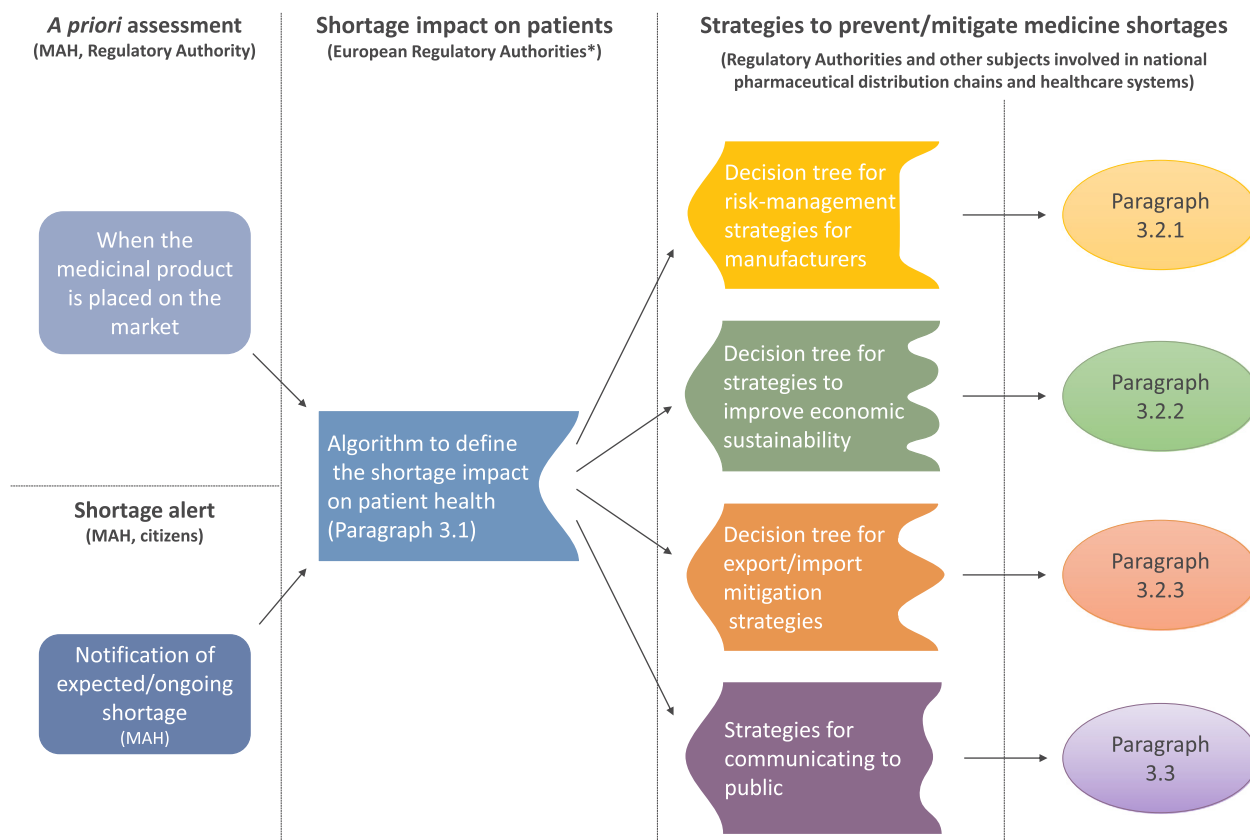 A priori assessment
(MAH, Regulatory Authority)
When the
medicinal product
is placed on the
market
Shortage alert
(MAH, citizens)
Notification of
expected/ongoing
shortage
(MAH)
Shortage impact on patients
(European Regulatory Authorities*)
Algorithm to define
the shortage impact
on patient health
(Paragraph 3.1)
Strategies to prevent/mitigate medicine shortages
(Regulatory Authorities and other subjects involved in national
pharmaceutical distribution chains and healthcare systems)
Decision tree for
risk-management
strategies for
manufacturers
Paragraph
3.2.1
Decision tree for
strategies to
improve economic
sustainability
Paragraph
3.2.2
Decision tree for
export/import
mitigation
strategies
Paragraph
3.2.3
Strategies for
communicating to
public
Paragraph
3.3